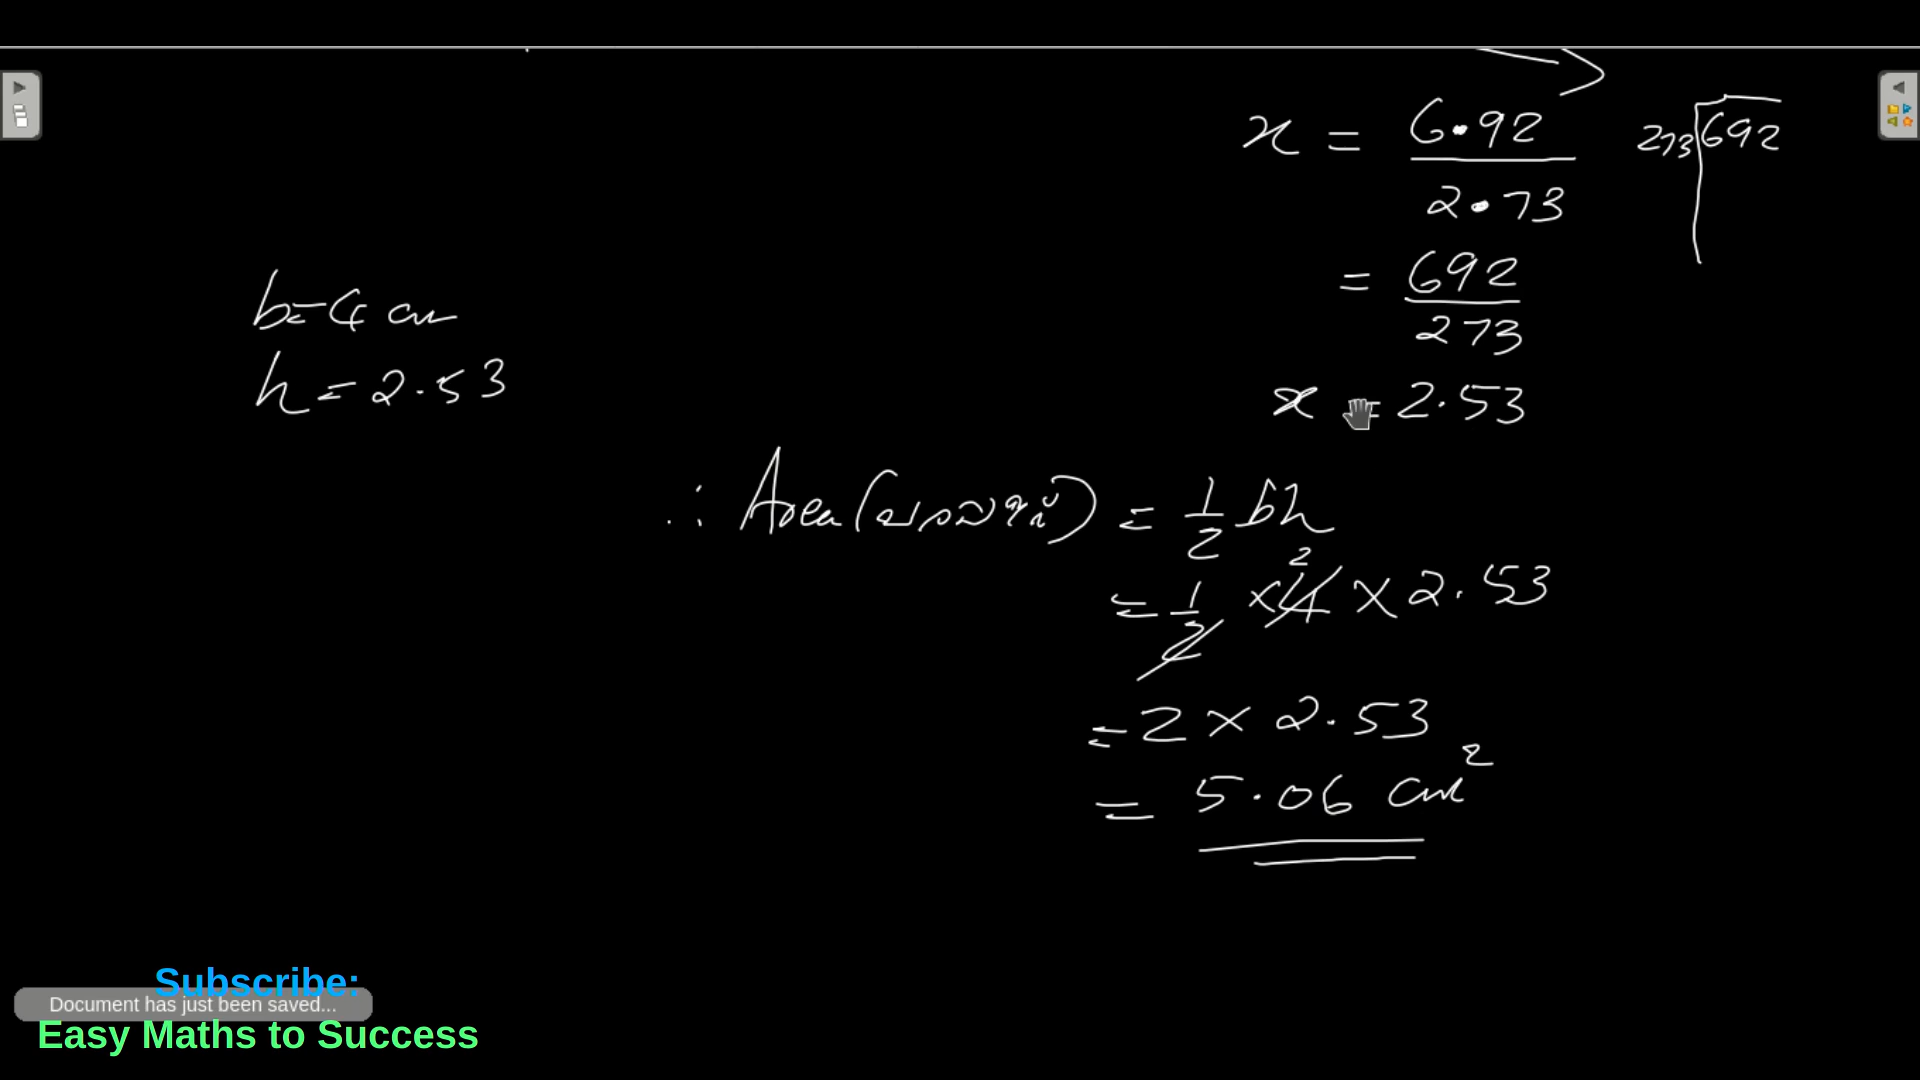 x = 6.92 / 2.73
273 692
= 692 / 273
b=4 cm
h=2.53
x = 2.53
∴ Area( ) = 1/2 bh
= 1/2 × 4 2 × 2.53
= 2 × 2.53
= 5.06 cm²
Subscribe:
Document has just been saved...
Easy Maths to Success